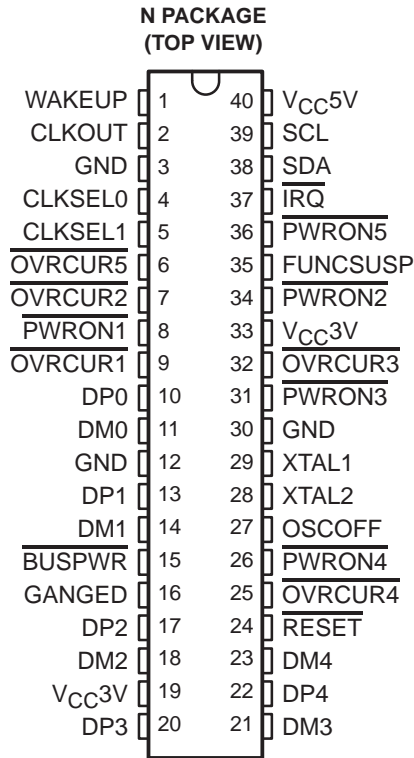 N PACKAGE
(TOP VIEW)
WAKEUP 1 40 VCC5V
CLKOUT 2 39 SCL
GND 3 38 SDA
CLKSEL0 4 37 IRQ
CLKSEL1 5 36 PWRON5
OVRCUR5 6 35 FUNCSUSP
OVRCUR2 7 34 PWRON2
PWRON1 8 33 VCC3V
OVRCUR1 9 32 OVRCUR3
DP0 10 31 PWRON3
DM0 11 30 GND
GND 12 29 XTAL1
DP1 13 28 XTAL2
DM1 14 27 OSCOFF
BUSPWR 15 26 PWRON4
GANGED 16 25 OVRCUR4
DP2 17 24 RESET
DM2 18 23 DM4
VCC3V 19 22 DP4
DP3 20 21 DM3